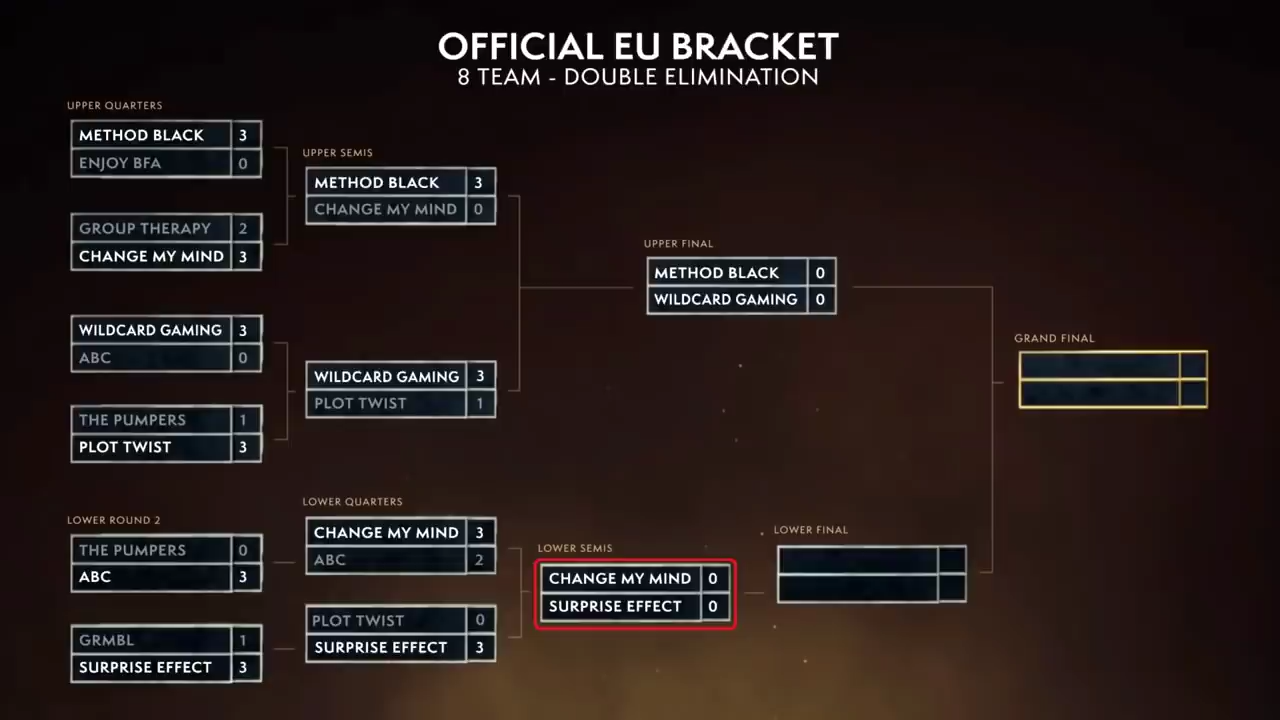 OFFICIAL EU BRACKET
8 TEAM - DOUBLE ELIMINATION
UPPER QUARTERS
METHOD BLACK 3
ENJOY BFA 0
GROUP THERAPY 2
CHANGE MY MIND 3
WILDCARD GAMING 3
ABC 0
THE PUMPERS 1
PLOT TWIST 3
UPPER SEMIS
METHOD BLACK 3
CHANGE MY MIND 0
WILDCARD GAMING 3
PLOT TWIST 1
UPPER FINAL
METHOD BLACK 0
WILDCARD GAMING 0
GRAND FINAL
LOWER ROUND 2
THE PUMPERS 0
ABC 3
GRMBL 1
SURPRISE EFFECT 3
LOWER QUARTERS
CHANGE MY MIND 3
ABC 2
PLOT TWIST 0
SURPRISE EFFECT 3
LOWER SEMIS
CHANGE MY MIND 0
SURPRISE EFFECT 0
LOWER FINAL